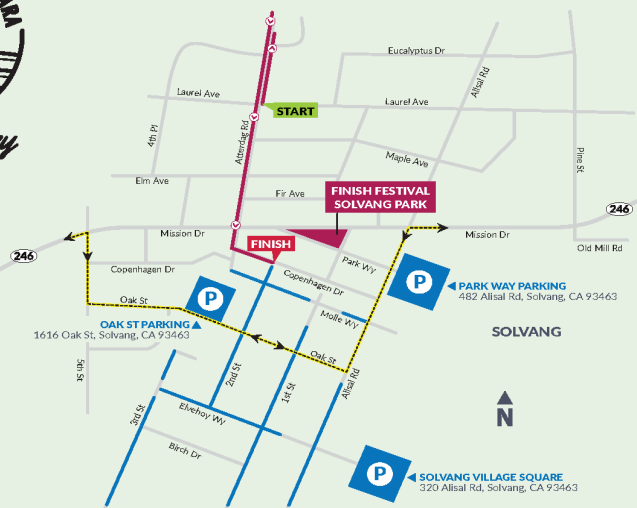 ARA
ey
Eucalyptus Dr
Alisal Rd
Laurel Ave
Laurel Ave
START
4th Pl
Atterdag Rd
Maple Ave
Pine St
Elm Ave
Fir Ave
FINISH FESTIVAL
SOLVANG PARK
246
Mission Dr
Mission Dr
Old Mill Rd
FINISH
246
Park Wy
Copenhagen Dr
Copenhagen Dr
P
P
PARK WAY PARKING
482 Alisal Rd, Solvang, CA 93463
Oak St
Molle Wy
OAK ST PARKING
1616 Oak St, Solvang, CA 93463
SOLVANG
Oak St
5th St
2nd St
1st St
Alisal Rd
N
3rd St
Elvehoy WY
Birch Dr
P
SOLVANG VILLAGE SQUARE
320 Alisal Rd, Solvang, CA 93463